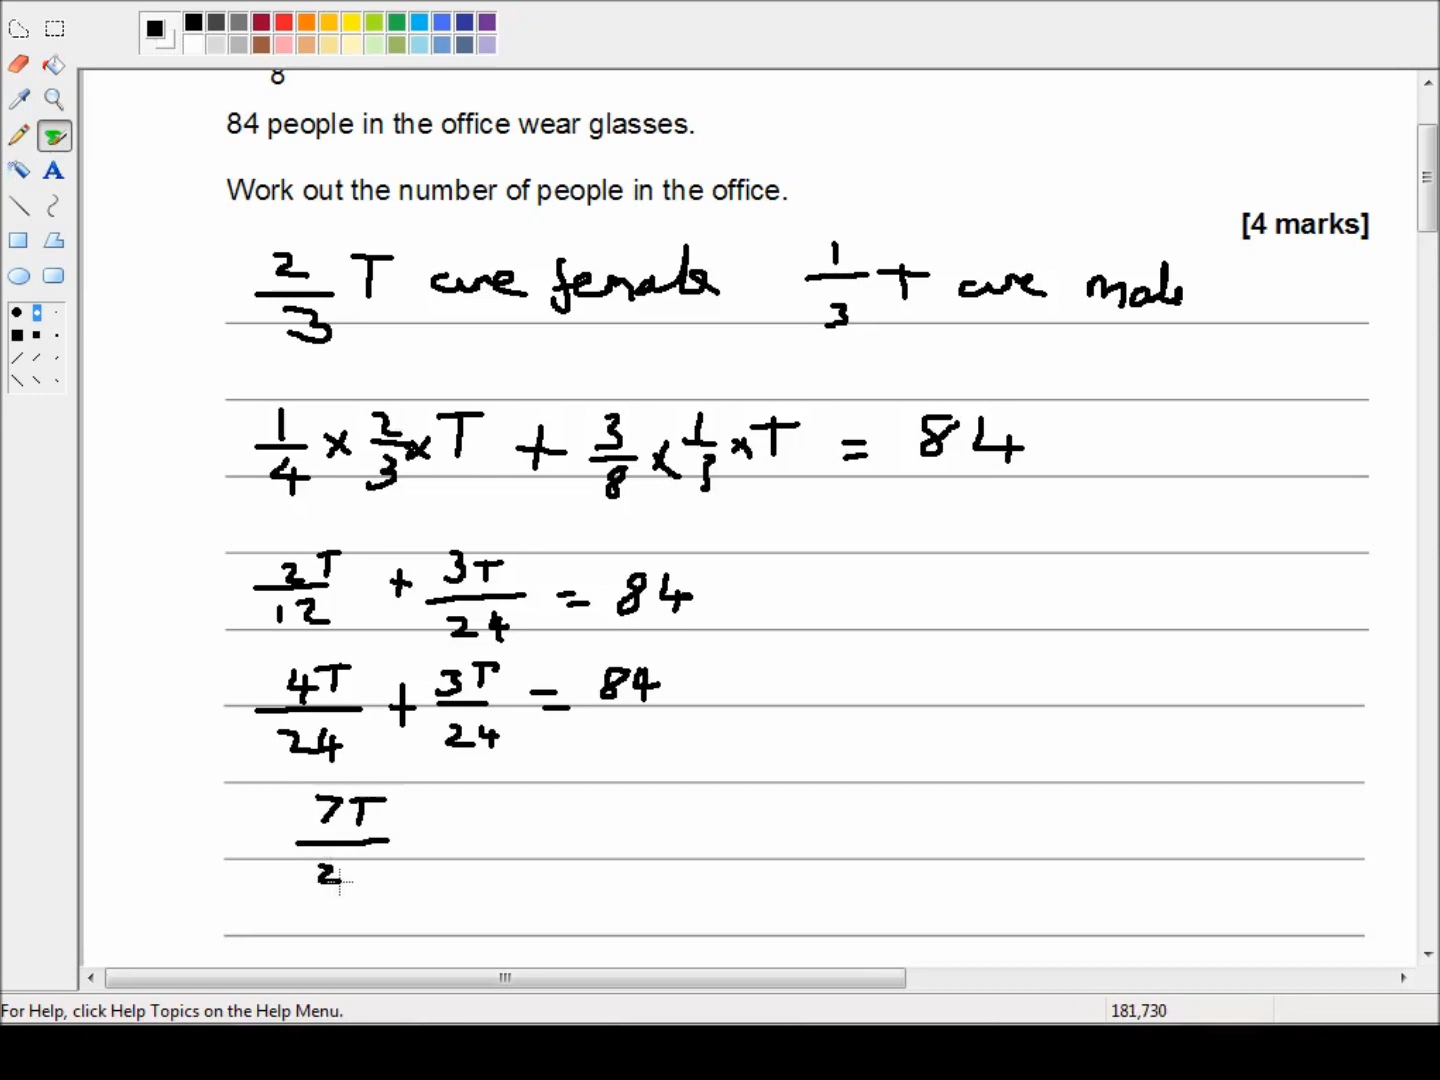 8
84 people in the office wear glasses.
Work out the number of people in the office.
[4 marks]
2/3 T are female 1/3 T are male
1/4 × 2/3 × T + 3/8 × 1/3 × T = 84
2T/12 + 3T/24 = 84
4T/24 + 3T/24 = 84
7T/2
For Help, click Help Topics on the Help Menu. 181,730